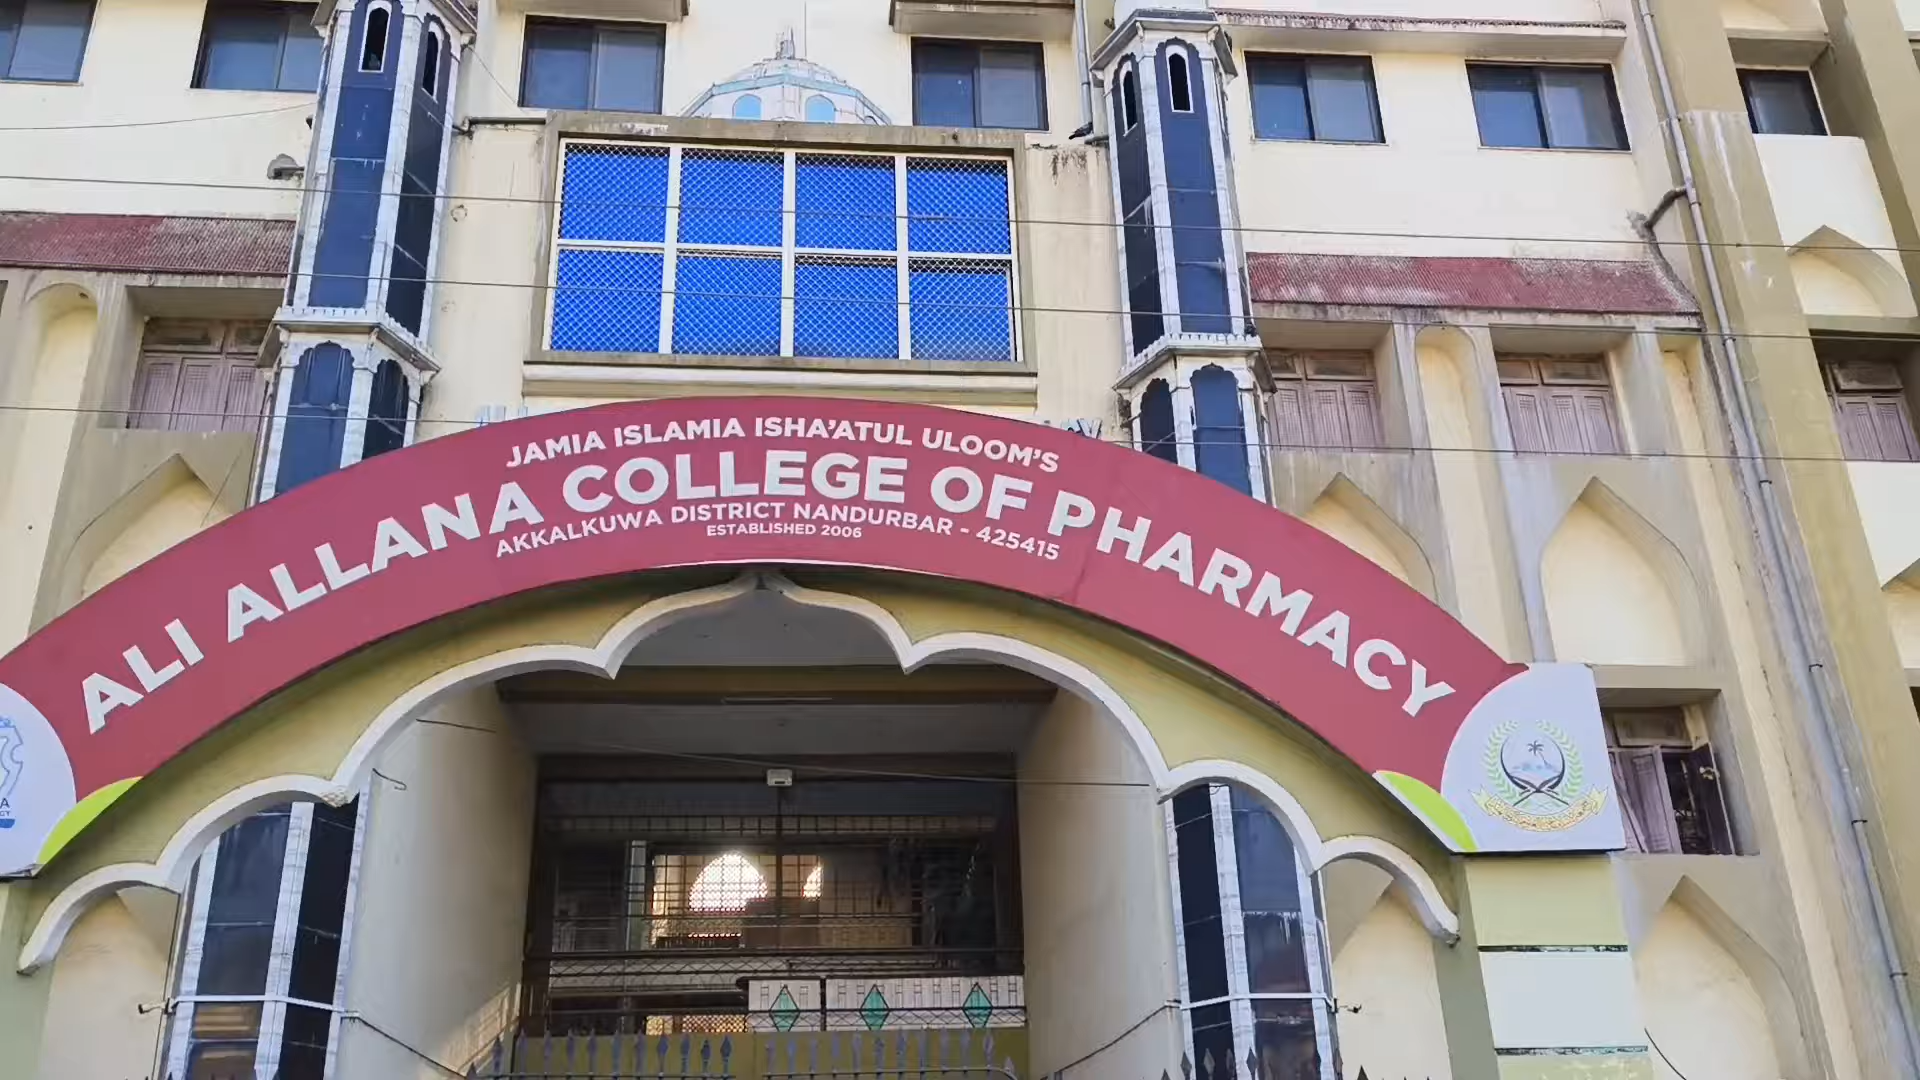 JAMIA ISLAMIA ISHA'ATUL ULOOM'S
ALI ALLANA COLLEGE OF PHARMACY
AKKALKUWA DISTRICT NANDURBAR - 425415
ESTABLISHED 2006